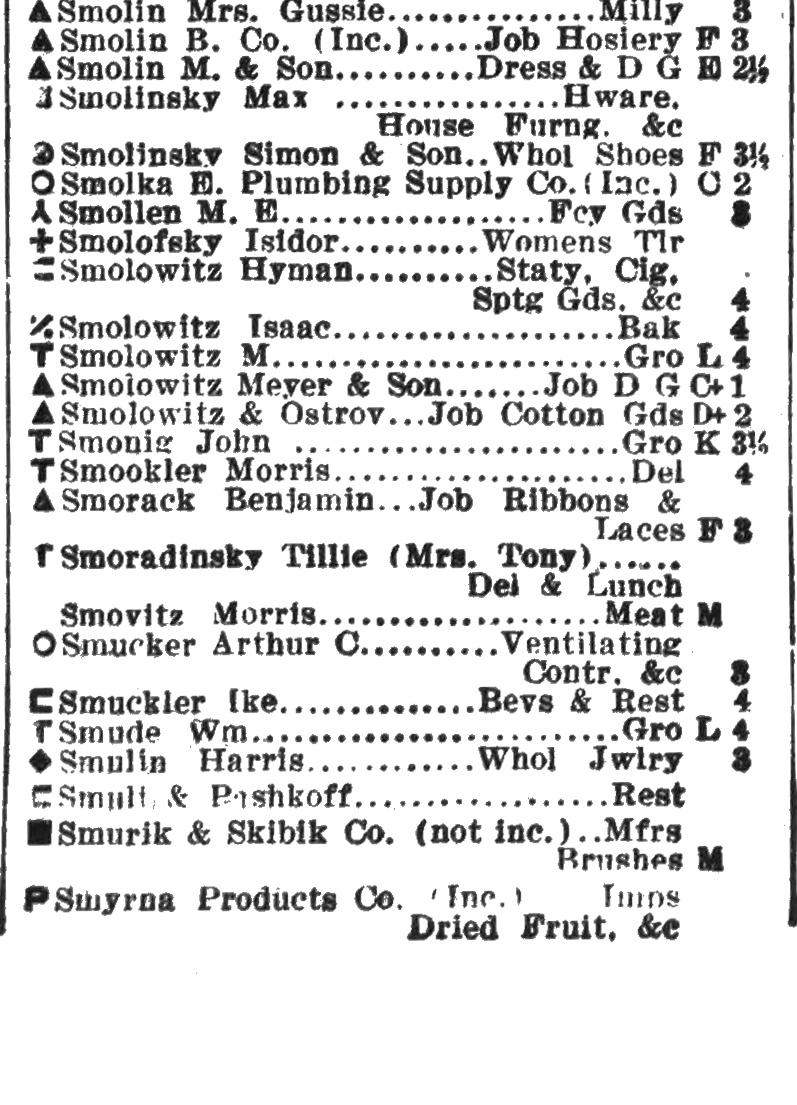 ▲Smolin Mrs. Gussie...............Milly 3
▲Smolin B. Co. (Inc.).....Job Hosiery F 3
▲Smolin M. & Son..........Dress & D G E 2½
Smolinsky Max ................Hware,
House Furng. &c
Smolinsky Simon & Son..Whol Shoes F 3½
O Smolka E. Plumbing Supply Co.(Inc.) C 2
⅄ Smollen M. E...................Fcy Gds 3
+Smolofsky Isidor..........Womens Tlr
=Smolowitz Hyman..........Staty, Cig,
Sptg Gds, &c 4
⁒Smolowitz Isaac....................Bak 4
T Smolowitz M.........................Gro L 4
▲Smolowitz Meyer & Son.......Job D G C+1
▲Smolowitz & Ostrov...Job Cotton Gds D+ 2
T Smonig John .......................Gro K 3½
T Smookler Morris.....................Del 4
▲Smorack Benjamin...Job Ribbons &
Laces F 3
Smoradinsky Tillie (Mrs. Tony)......
Del & Lunch
Smovitz Morris....................Meat M
O Smucker Arthur C..........Ventilating
Contr. &c 3
⊏ Smuckler Ike..............Bevs & Rest 4
T Smude Wm..........................Gro L 4
◆Smulin Harris............Whol Jwlry 3
⊏ & Pashkoff..................Rest
■Smurik & Skibik Co. (not inc.)..Mfrs
Brushes M
P Smyrna Products Co. (Inc.) Imps
Dried Fruit, &c